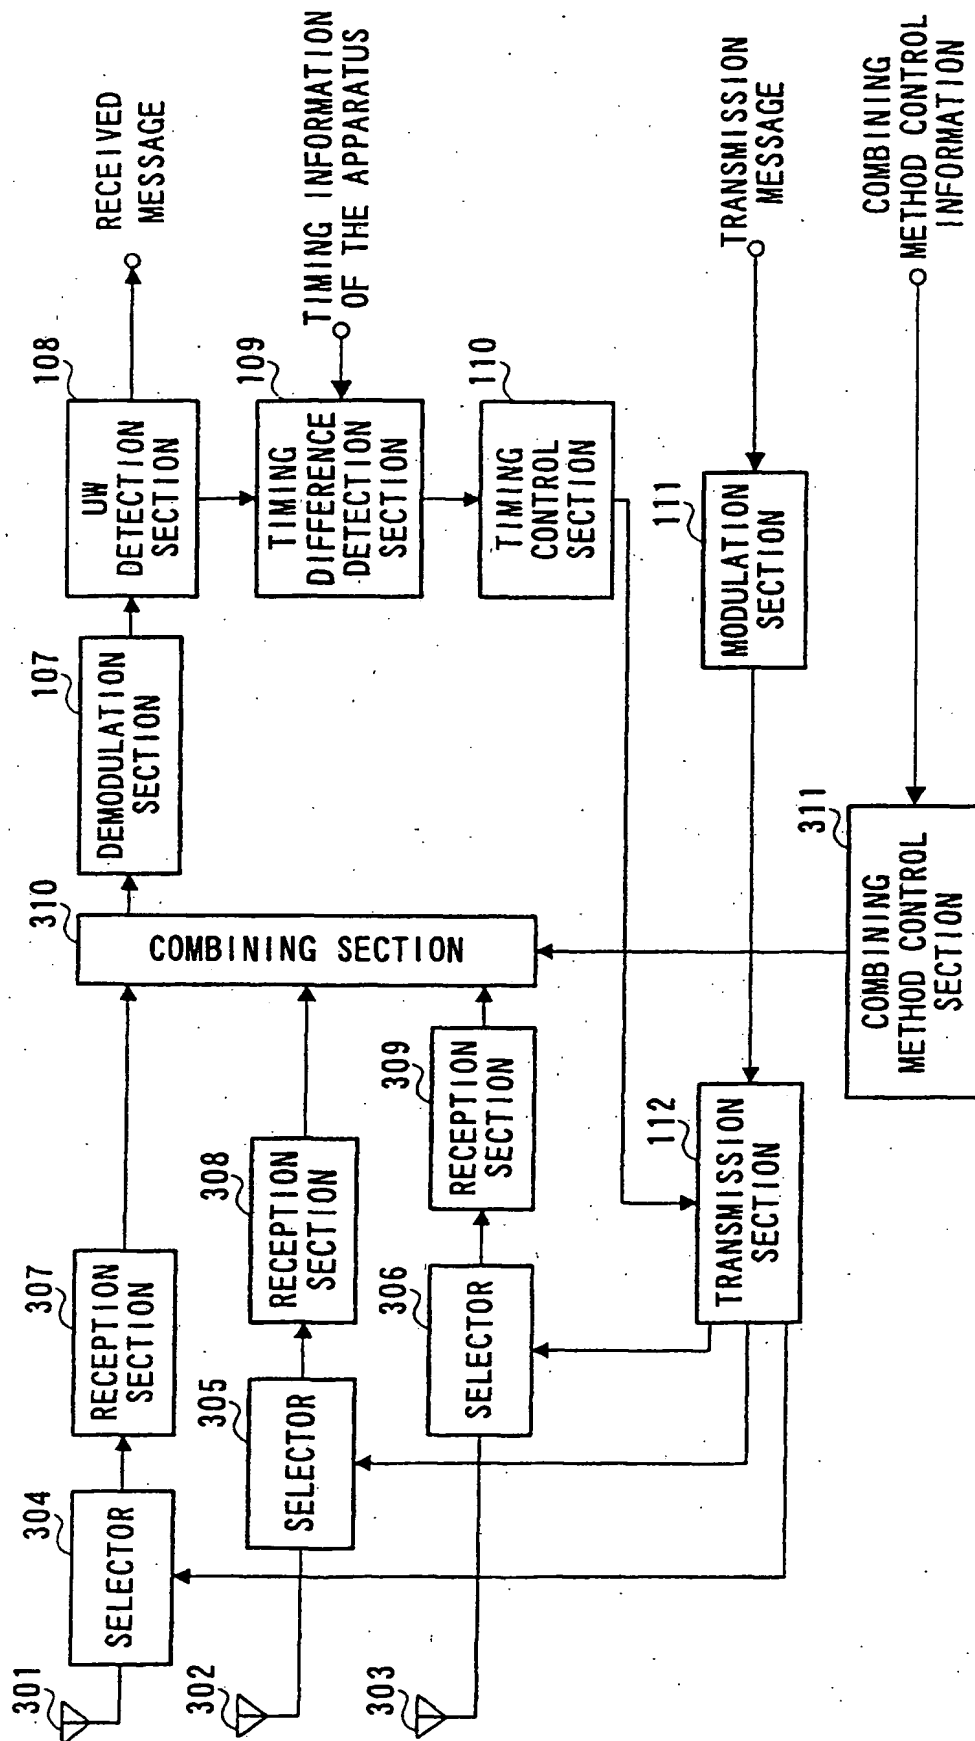 301
304
SELECTOR
307
RECEPTION
SECTION
310
COMBINING SECTION
107
DEMODULATION
SECTION
108
UW
DETECTION
SECTION
RECEIVED
MESSAGE
302
305
SELECTOR
308
RECEPTION
SECTION
109
TIMING
DIFFERENCE
DETECTION
SECTION
TIMING INFORMATION
OF THE APPARATUS
303
306
SELECTOR
309
RECEPTION
SECTION
110
TIMING
CONTROL
SECTION
112
TRANSMISSION
SECTION
111
MODULATION
SECTION
TRANSMISSION
MESSAGE
311
COMBINING
METHOD CONTROL
SECTION
COMBINING
METHOD CONTROL
INFORMATION